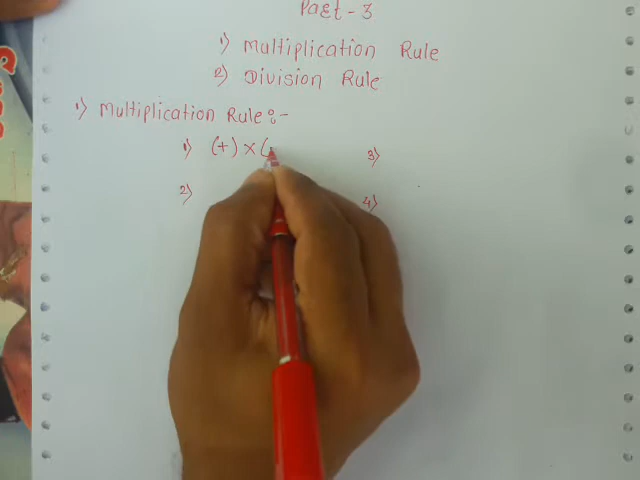 Part - 3
1) Multiplication Rule
2) Division Rule
1) Multiplication Rule :-
1) (+) × (
3)
2)
4)